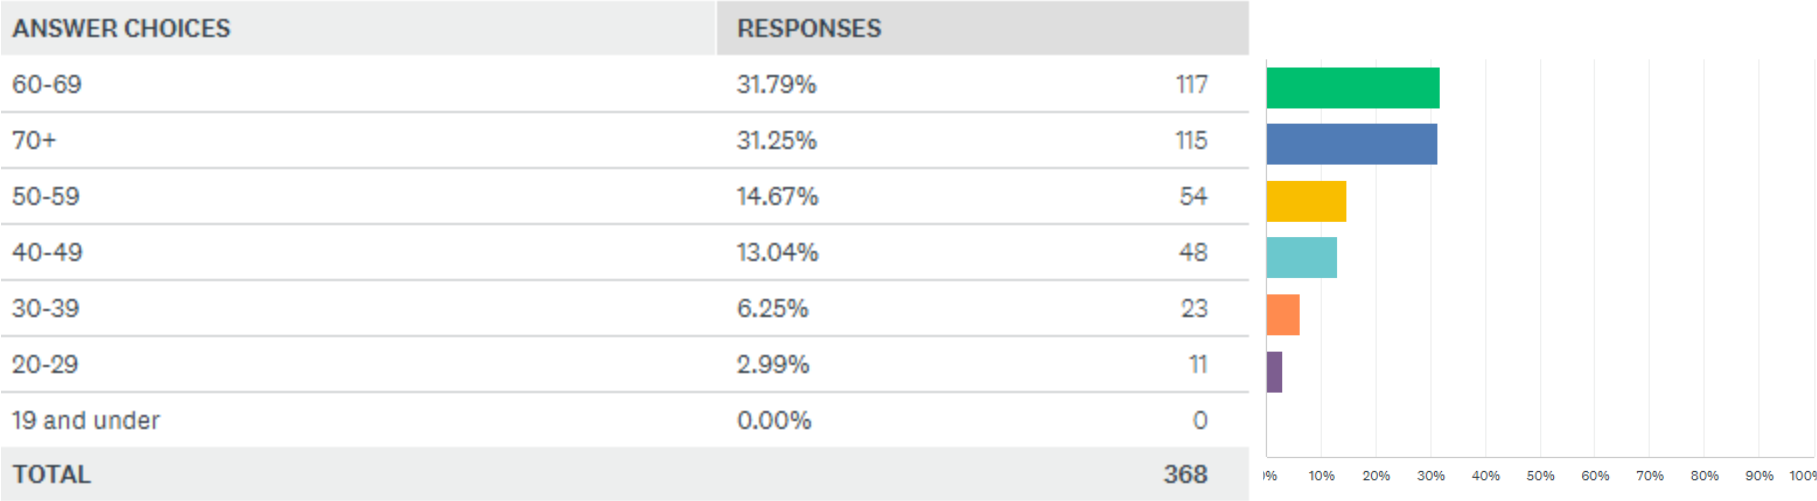 ANSWER CHOICES RESPONSES
60-69 31.79% 117
70+ 31.25% 115
50-59 14.67% 54
40-49 13.04% 48
30-39 6.25% 23
20-29 2.99% 11
19 and under 0.00% 0
TOTAL 368
10% 20% 30% 40% 50% 60% 70% 80% 90%